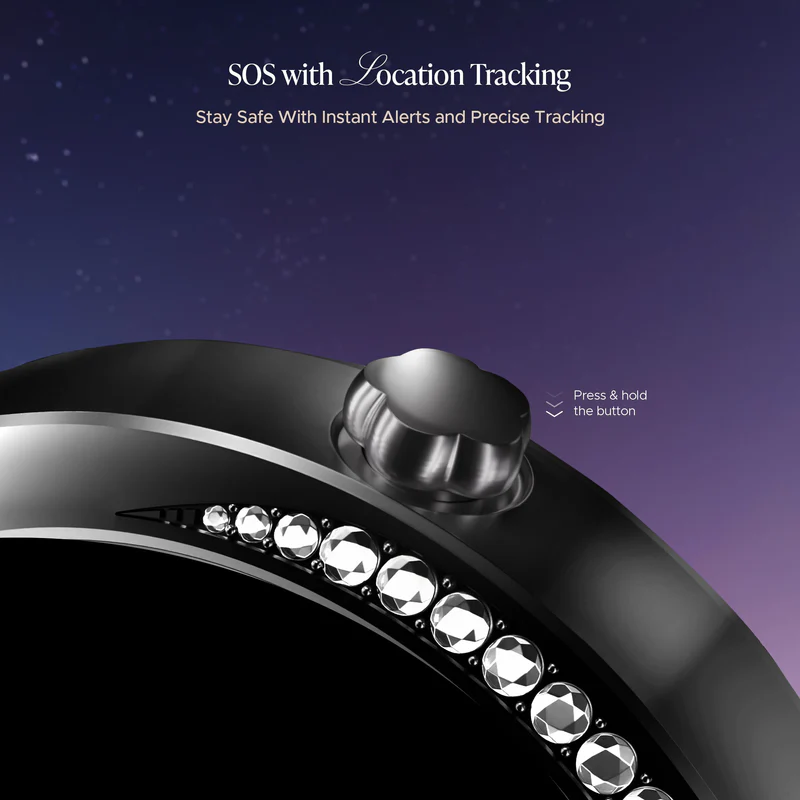 SOS with Location Tracking
Stay Safe With Instant Alerts and Precise Tracking
Press & hold
the button